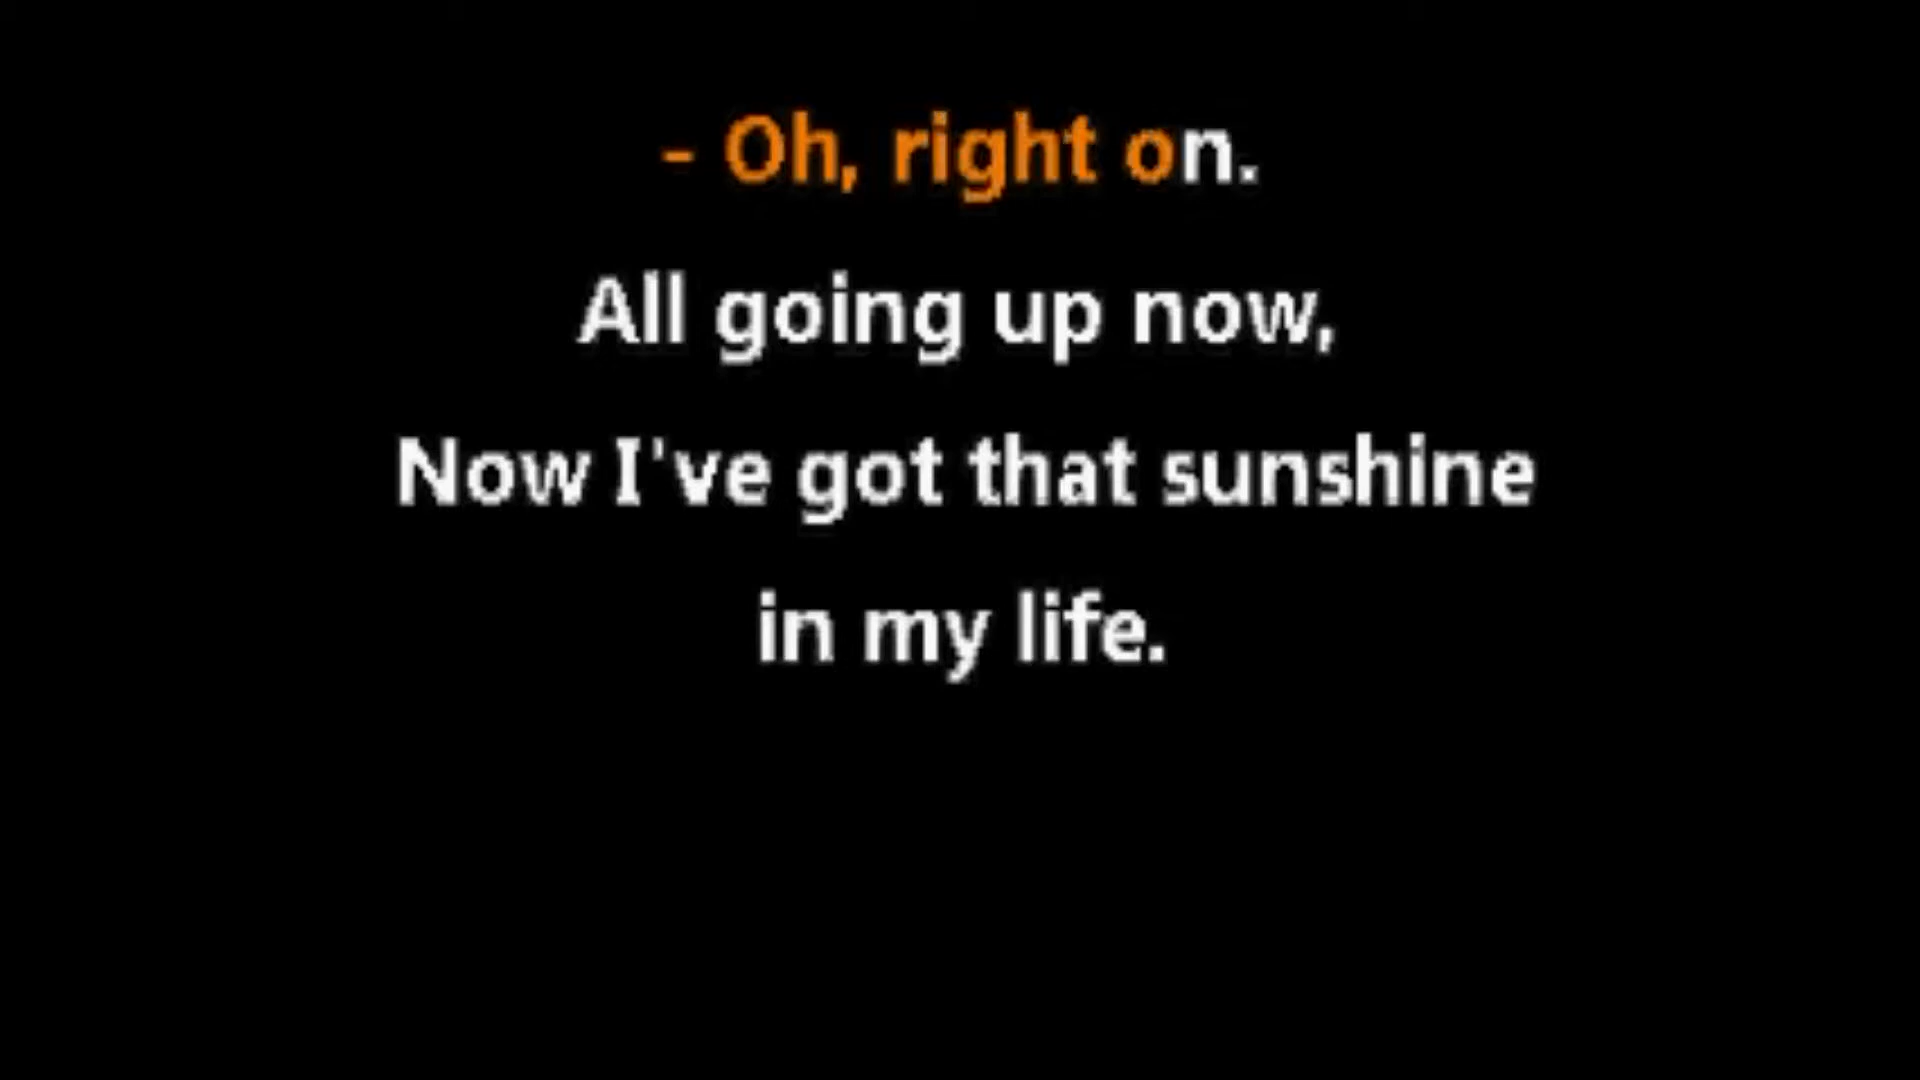 - Oh, right on.
All going up now,
Now I've got that sunshine
in my life.